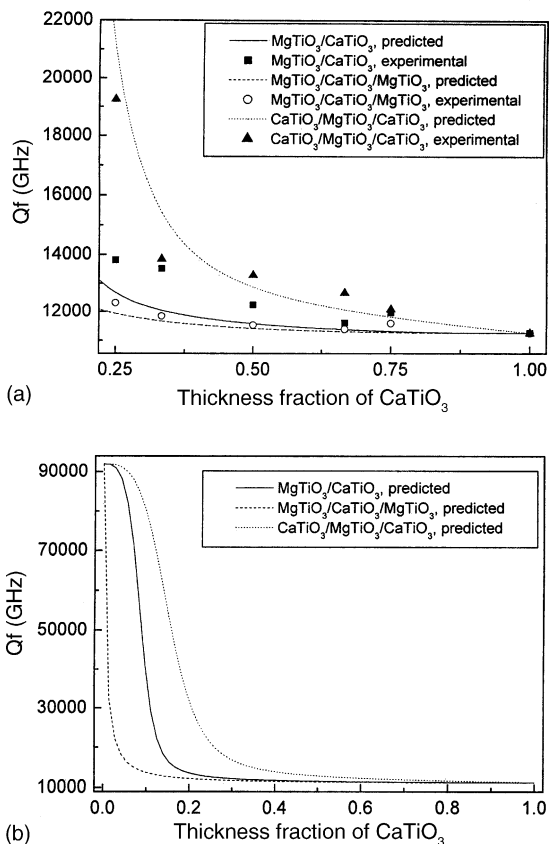 22000
20000
18000
16000
14000
12000
Qf (GHz)
MgTiO₃/CaTiO₃, predicted
MgTiO₃/CaTiO₃, experimental
MgTiO₃/CaTiO₃/MgTiO₃, predicted
MgTiO₃/CaTiO₃/MgTiO₃, experimental
CaTiO₃/MgTiO₃/CaTiO₃, predicted
CaTiO₃/MgTiO₃/CaTiO₃, experimental
0.25 0.50 0.75 1.00
(a) Thickness fraction of CaTiO₃
90000
70000
50000
30000
10000
Qf (GHz)
MgTiO₃/CaTiO₃, predicted
MgTiO₃/CaTiO₃/MgTiO₃, predicted
CaTiO₃/MgTiO₃/CaTiO₃, predicted
0.0 0.2 0.4 0.6 0.8 1.0
(b) Thickness fraction of CaTiO₃